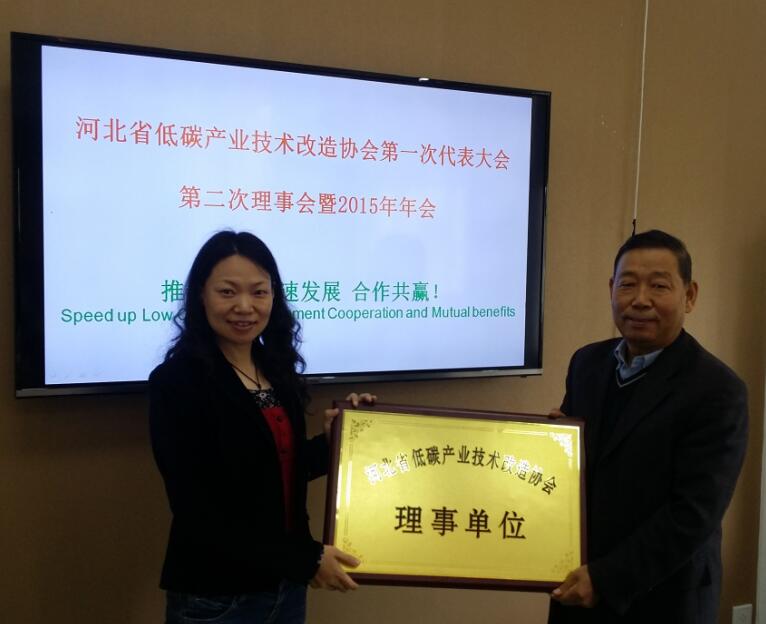 河北省低碳产业技术改造协会第一次代表大会
第二次理事会暨2015年年会
推 速发展 合作共赢!
Speed up Low ment Cooperation and Mutual benefits
河北省低碳产业技术改造协会
理事单位